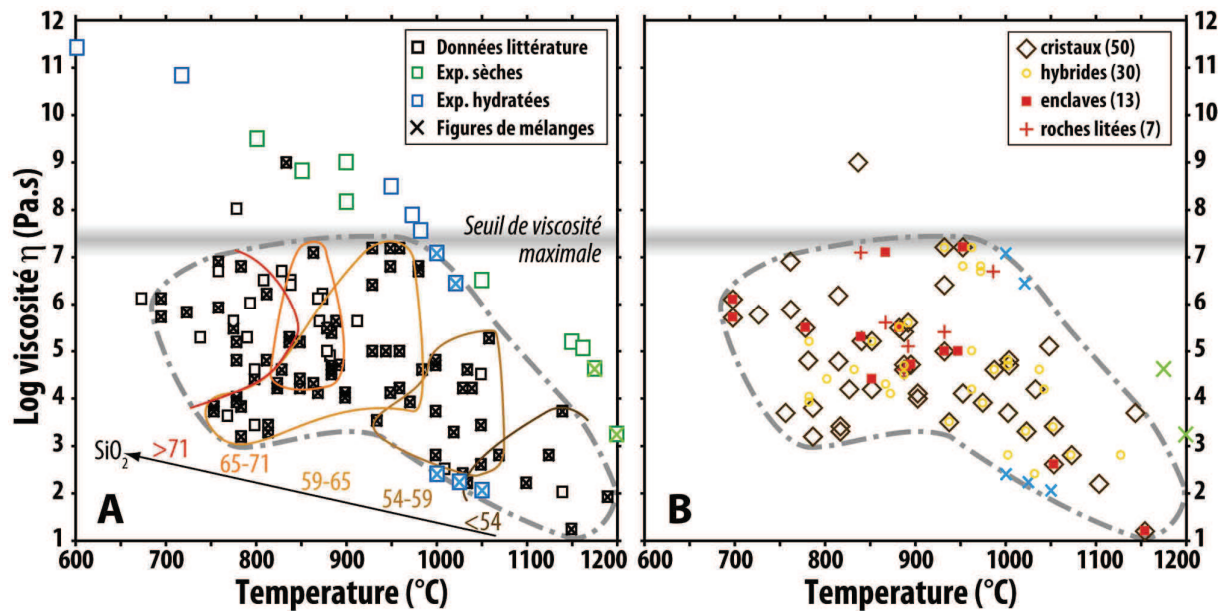 12
11
10
9
8
7
6
5
4
3
2
1
Log viscosité η (Pa.s)
Données littérature
Exp. sèches
Exp. hydratées
Figures de mélanges
Seuil de viscosité
maximale
SiO2
>71
65-71
59-65
54-59
<54
A
600 700 800 900 1000 1100 1200
Temperature (°C)
cristaux (50)
hybrides (30)
enclaves (13)
roches litées (7)
B
700 800 900 1000 1100 1200
Temperature (°C)
12
11
10
9
8
7
6
5
4
3
2
1